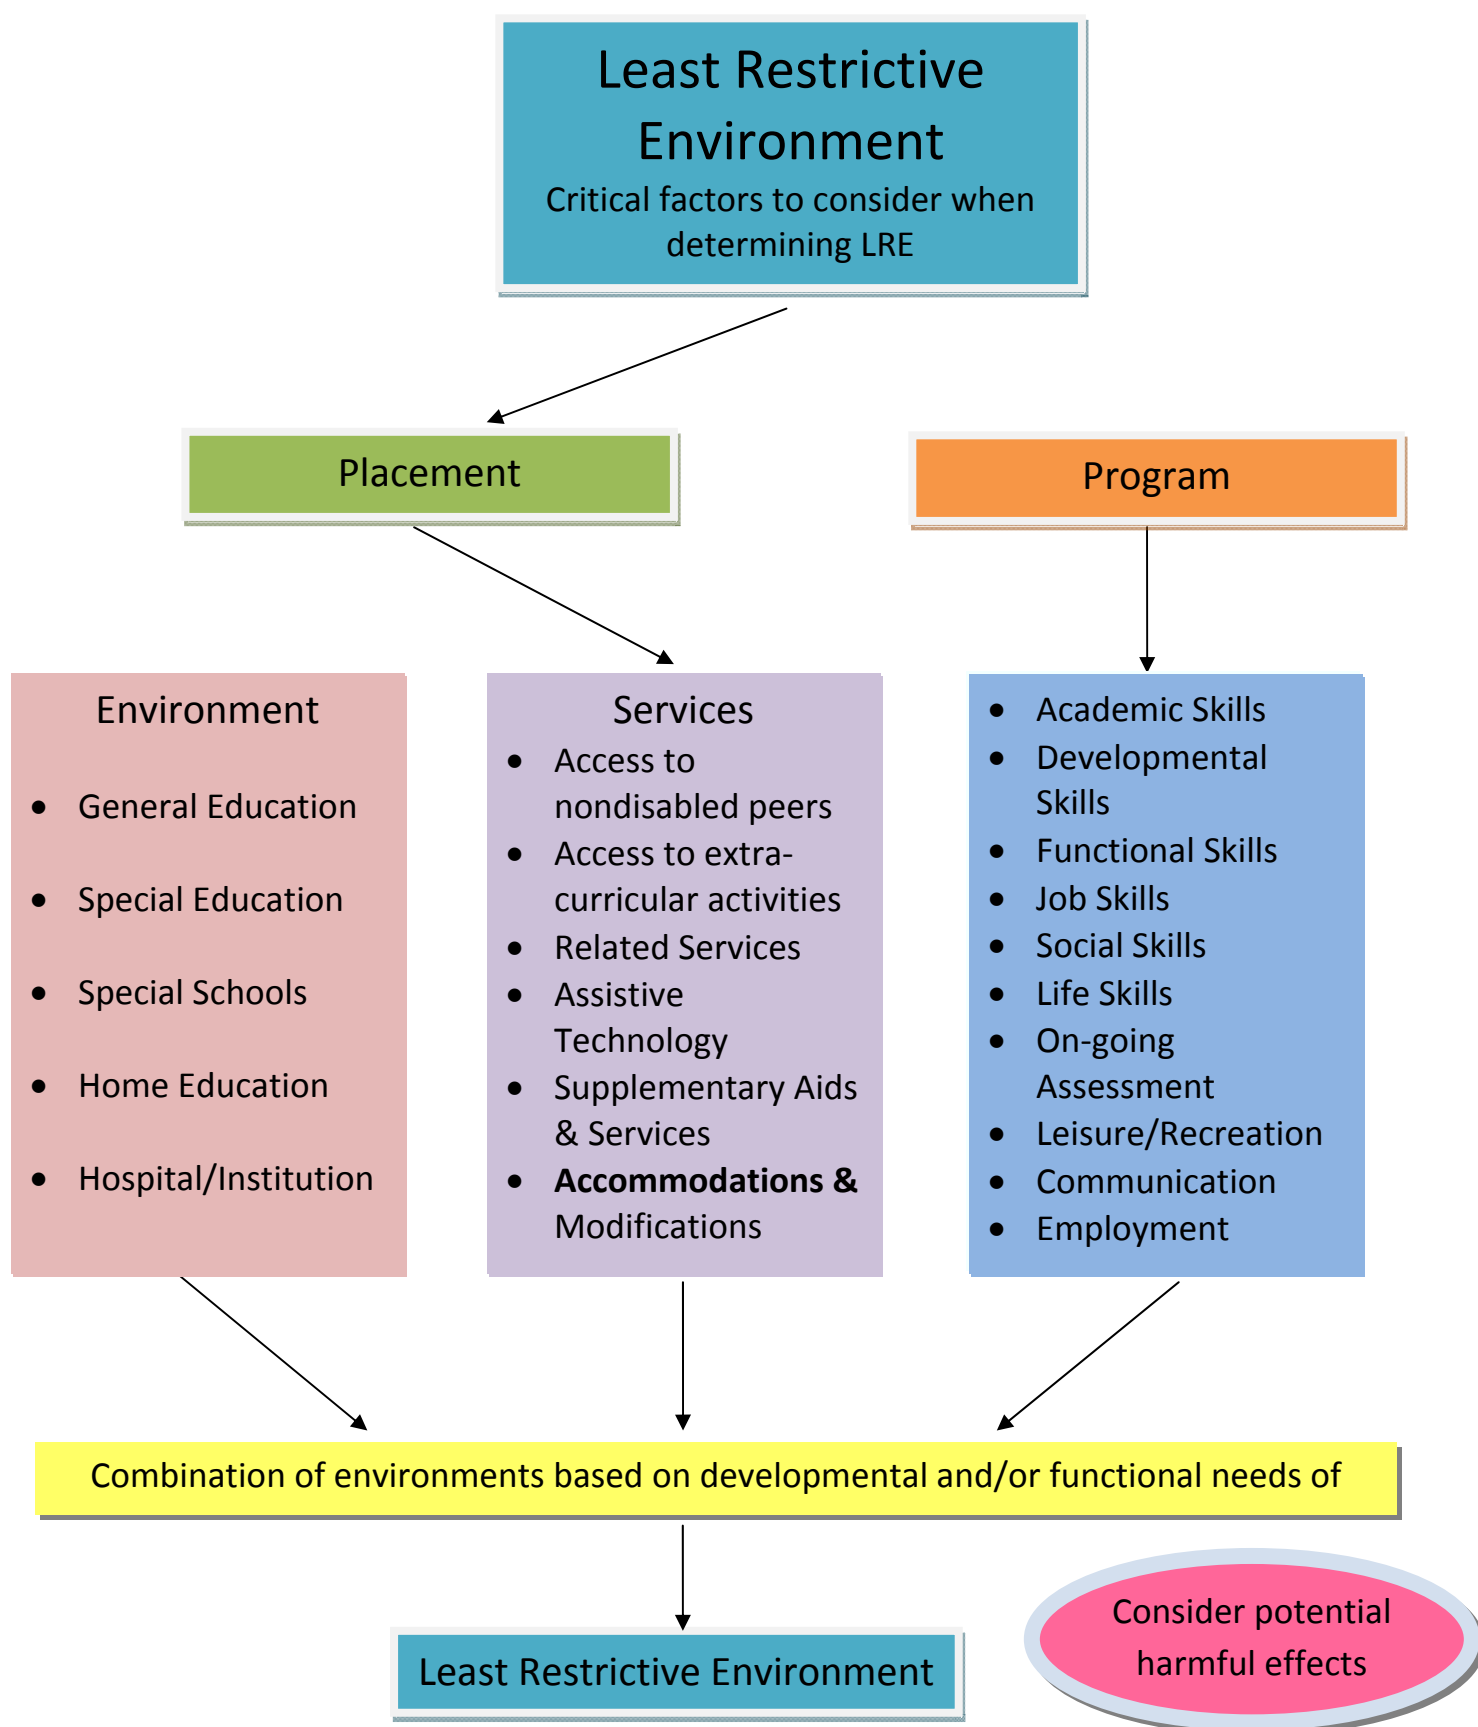 Least Restrictive
Environment
Critical factors to consider when
determining LRE
Placement
Program
Environment
• General Education
• Special Education
• Special Schools
• Home Education
• Hospital/Institution
Services
• Access to
nondisabled peers
• Access to extra-
curricular activities
• Related Services
• Assistive
Technology
• Supplementary Aids
& Services
• Accommodations &
Modifications
• Academic Skills
• Developmental
Skills
• Functional Skills
• Job Skills
• Social Skills
• Life Skills
• On-going
Assessment
• Leisure/Recreation
• Communication
• Employment
Combination of environments based on developmental and/or functional needs of
Least Restrictive Environment
Consider potential
harmful effects